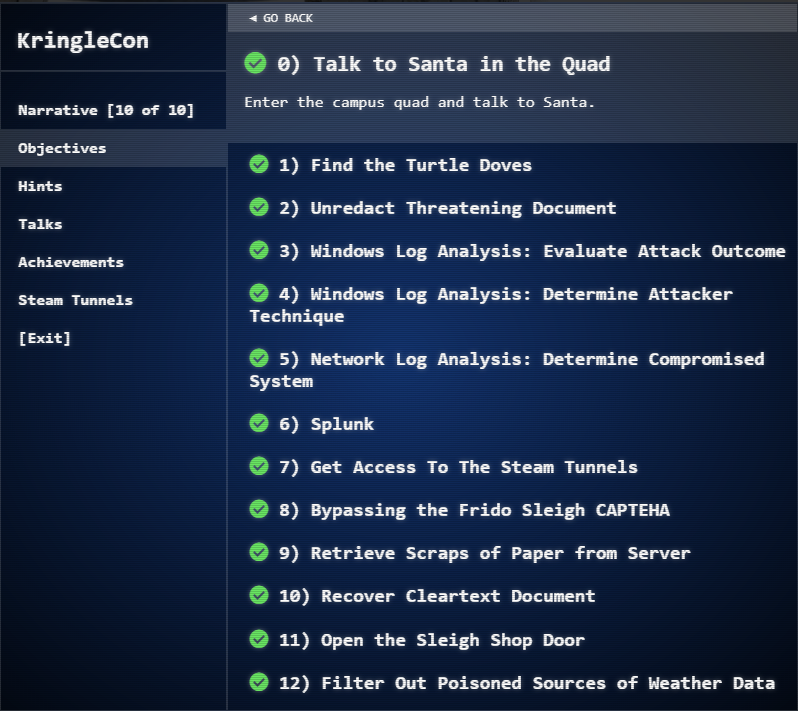 KringleCon
Narrative [10 of 10]
Objectives
Hints
Talks
Achievements
Steam Tunnels
[Exit]
◄ GO BACK
0) Talk to Santa in the Quad
Enter the campus quad and talk to Santa.
1) Find the Turtle Doves
2) Unredact Threatening Document
3) Windows Log Analysis: Evaluate Attack Outcome
4) Windows Log Analysis: Determine Attacker
Technique
5) Network Log Analysis: Determine Compromised
System
6) Splunk
7) Get Access To The Steam Tunnels
8) Bypassing the Frido Sleigh CAPTEHA
9) Retrieve Scraps of Paper from Server
10) Recover Cleartext Document
11) Open the Sleigh Shop Door
12) Filter Out Poisoned Sources of Weather Data